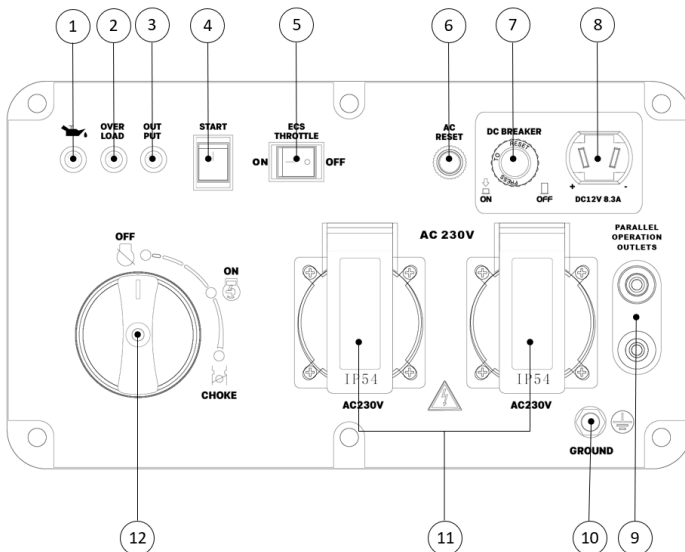 1 2 3 4 5 6 7 8
OVER
LOAD
OUT
PUT
START
ECS
THROTTLE
ON OFF
AC
RESET
DC BREAKER
PRESS TO RESET
ON OFF
+ -
DC12V 8.3A
PARALLEL
OPERATION
OUTLETS
AC 230V
OFF
ON
CHOKE
IP54
AC230V
IP54
AC230V
GROUND
12 11 10 9